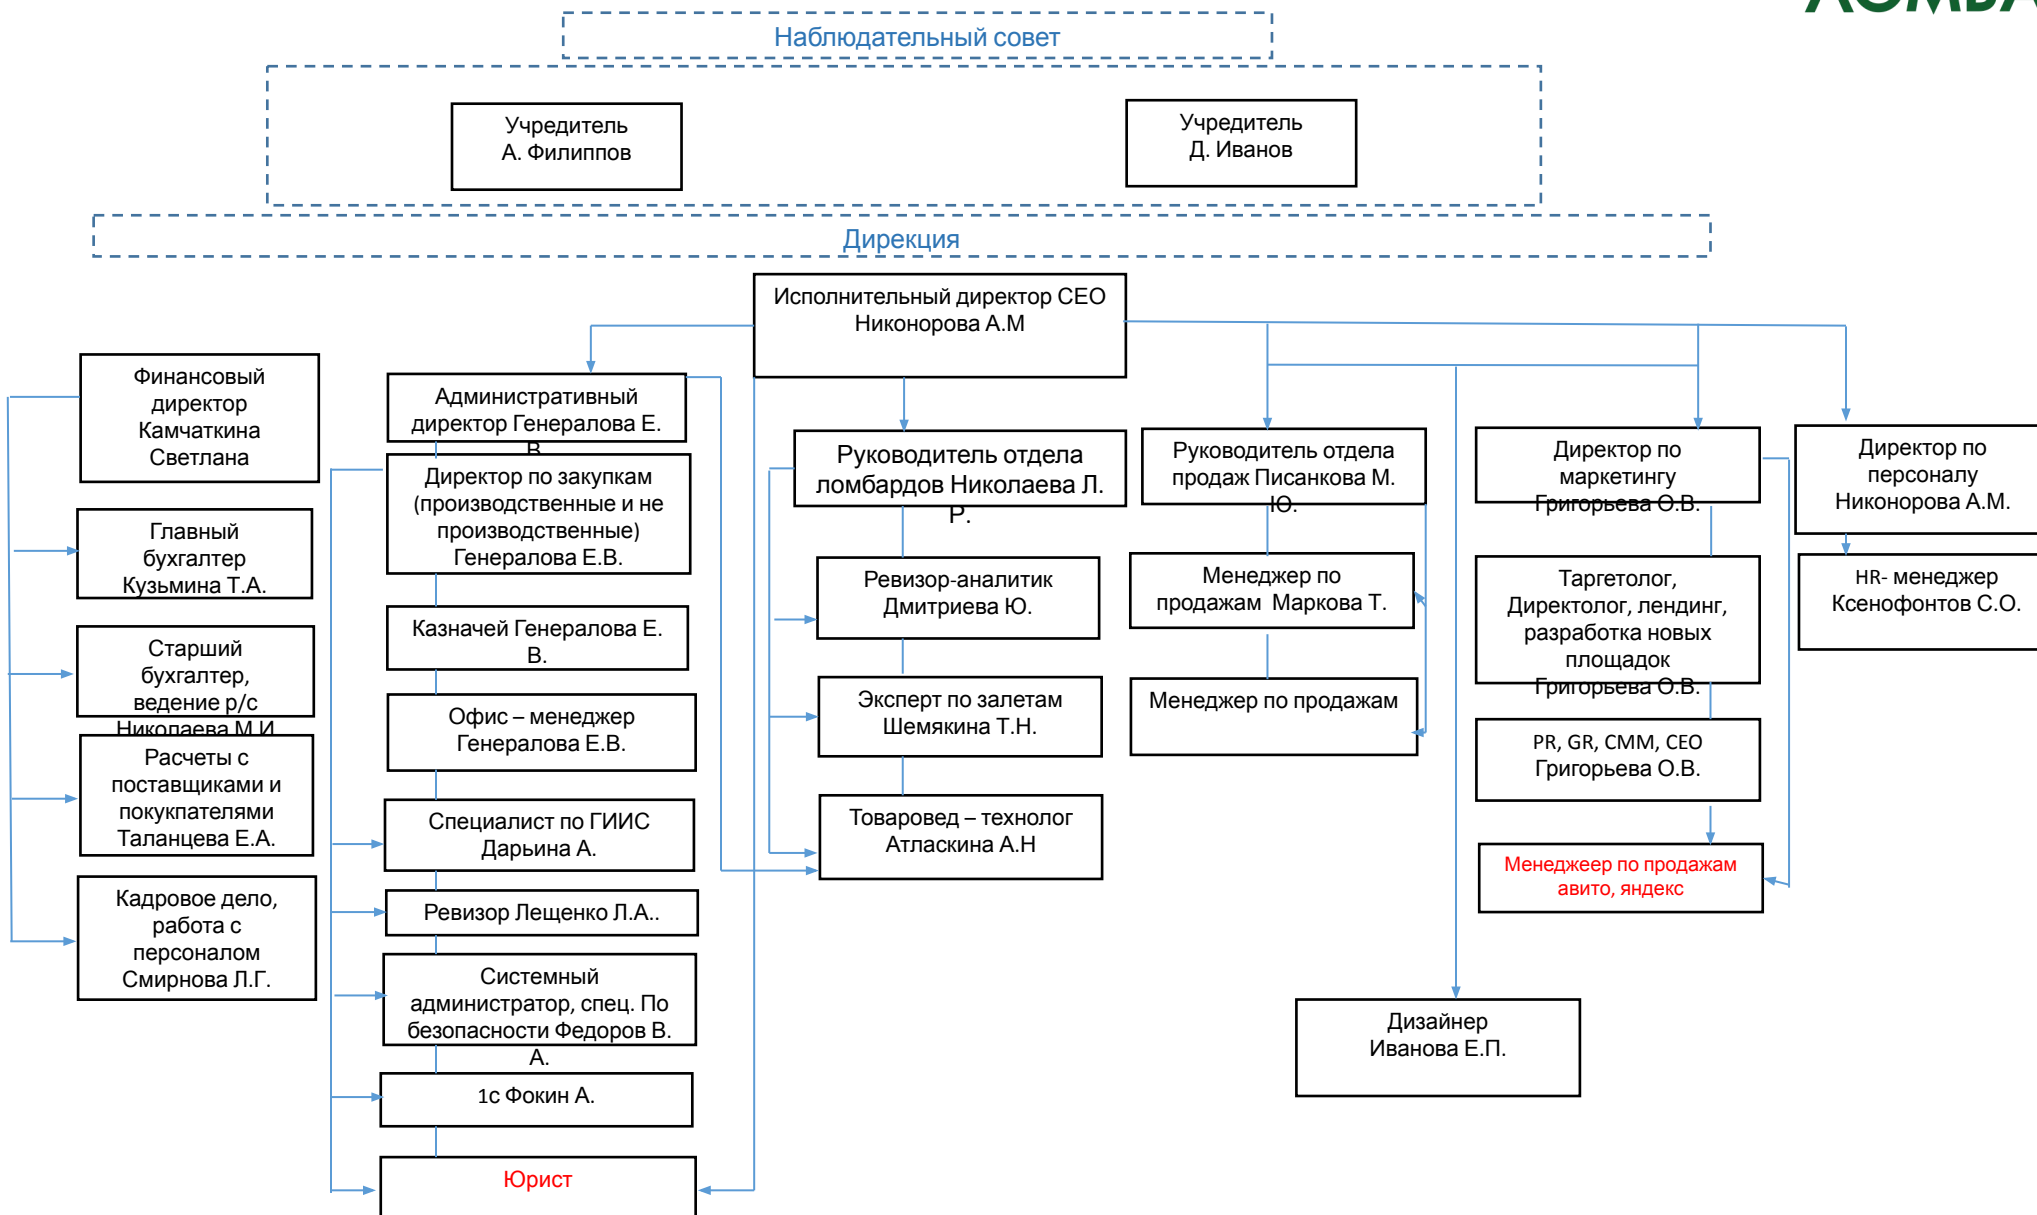 ЛОМБА
Наблюдательный совет
Учредитель
А. Филиппов
Учредитель
Д. Иванов
Дирекция
Исполнительный директор СЕО
Никонорова А.М
Финансовый
директор
Камчаткина
Светлана
Главный
бухгалтер
Кузьмина Т.А.
Старший
бухгалтер,
ведение р/с
Николаева М.И
Расчеты с
поставщиками и
покукпателями
Таланцева Е.А.
Кадровое дело,
работа с
персоналом
Смирнова Л.Г.
Административный
директор Генералова Е.
В.
Директор по закупкам
(производственные и не
производственные)
Генералова Е.В.
Казначей Генералова Е.
В.
Офис – менеджер
Генералова Е.В.
Специалист по ГИИС
Дарьина А.
Ревизор Лещенко Л.А..
Системный
администратор, спец. По
безопасности Федоров В.
А.
1с Фокин А.
Юрист
Руководитель отдела
ломбардов Николаева Л.
Р.
Ревизор-аналитик
Дмитриева Ю.
Эксперт по залетам
Шемякина Т.Н.
Товаровед – технолог
Атласкина А.Н
Руководитель отдела
продаж Писанкова М.
Ю.
Менеджер по
продажам Маркова Т.
Менеджер по продажам
Директор по
маркетингу
Григорьева О.В.
Таргетолог,
Директолог, лендинг,
разработка новых
площадок
Григорьева О.В.
PR, GR, CMM, CEO
Григорьева О.В.
Менеджеер по продажам
авито, яндекс
Дизайнер
Иванова Е.П.
Директор по
персоналу
Никонорова А.М.
HR- менеджер
Ксенофонтов С.О.